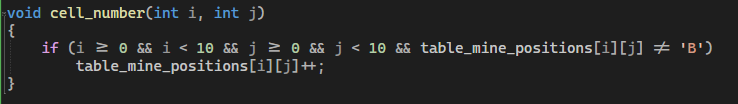 void cell_number(int i, int j)
{
    if (i >= 0 && i < 10 && j >= 0 && j < 10 && table_mine_positions[i][j] != 'B')
        table_mine_positions[i][j]++;
}